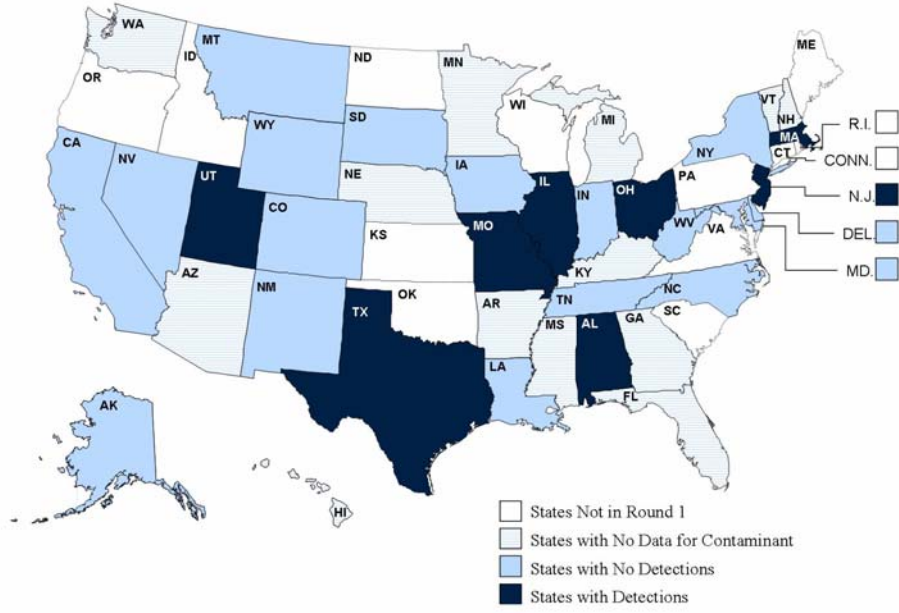 WA
MT
ND
MN
ME
ID
OR
WI
MI
VT
NH
R.I.
SD
WY
MA
CT
CONN.
NY
CA
NV
IA
NE
PA
N.J.
UT
IL
OH
IN
CO
MO
WV
VA
DEL.
KS
KY
MD.
AZ
NM
OK
AR
TN
NC
TX
MS
AL
GA
SC
LA
FL
AK
HI
States Not in Round 1
States with No Data for Contaminant
States with No Detections
States with Detections